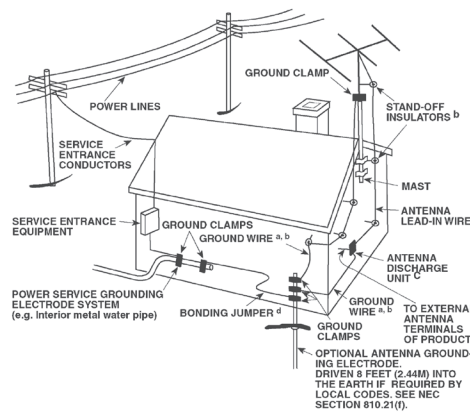 GROUND CLAMP
POWER LINES
STAND-OFF
INSULATORS b
SERVICE
ENTRANCE
CONDUCTORS
MAST
ANTENNA
LEAD-IN WIRE
SERVICE ENTRANCE
EQUIPMENT
GROUND CLAMPS
GROUND WIRE a, b
ANTENNA
DISCHARGE
UNIT C
POWER SERVICE GROUNDING
ELECTRODE SYSTEM
(e.g. Interior metal water pipe)
BONDING JUMPER d
GROUND
WIRE a, b
TO EXTERNA
ANTENNA
TERMINALS
OF PRODUCT
GROUND
CLAMPS
OPTIONAL ANTENNA GROUND-
ING ELECTRODE.
DRIVEN 8 FEET (2.44M) INTO
THE EARTH IF REQUIRED BY
LOCAL CODES. SEE NEC
SECTION 810.21(f).